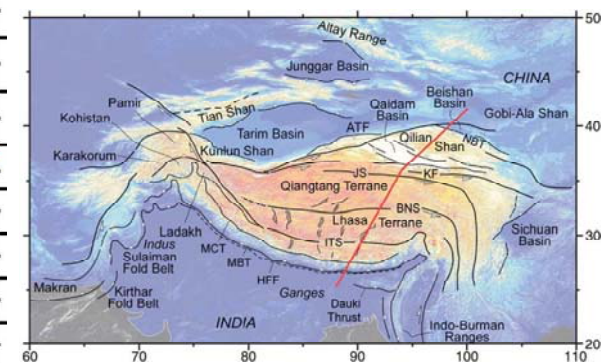 Altay Range
50
Junggar Basin
CHINA
Pamir
Tian Shan
Qaidam
Basin
Beishan
Basin
Kohistan
Tarim Basin
ATF
Gobi-Ala Shan
40
Qilian
Shan
NBT
Karakorum
Kunlun Shan
JS
KF
Qiangtang Terrane
BNS
Lhasa
Terrane
Ladakh
Indus
MCT
ITS
Sichuan
Basin
30
Sulaiman
Fold Belt
MBT
HFF
Makran
Kirthar
Fold Belt
Ganges
Dauki
Thrust
INDIA
Indo-Burman
Ranges
20
60
70
80
90
100
110